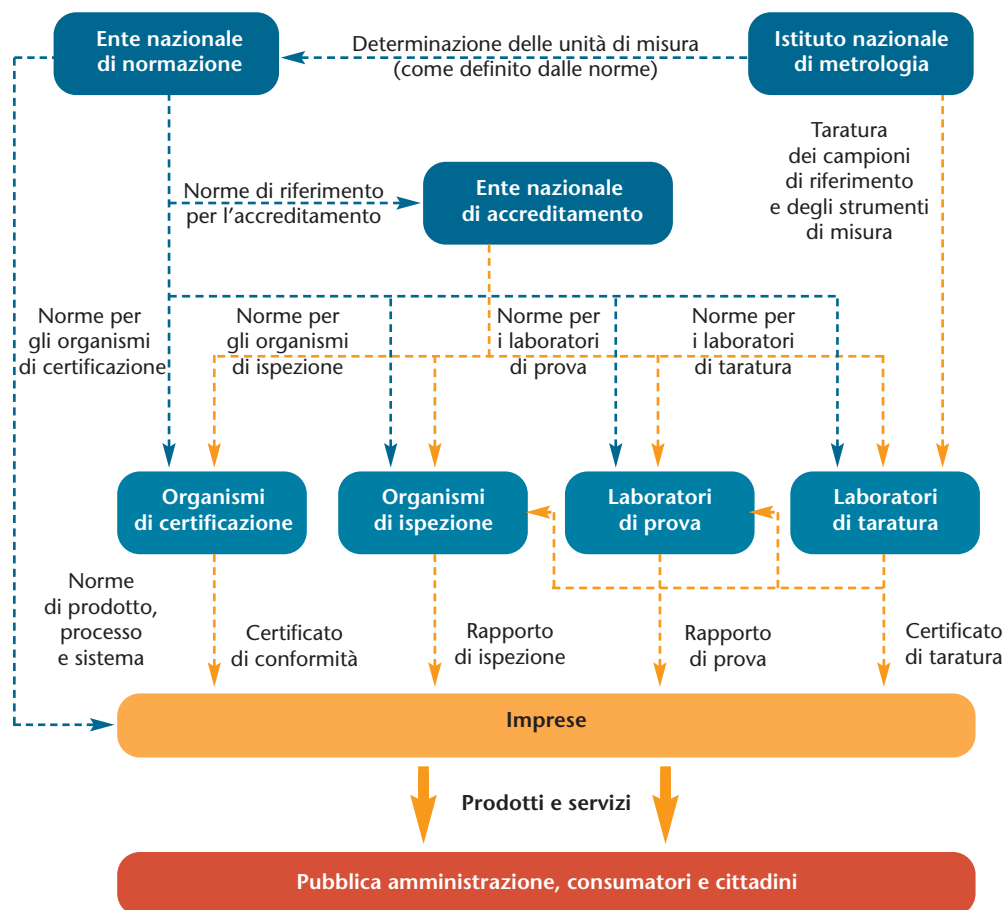 Ente nazionale
di normazione
Determinazione delle unità di misura
(come definito dalle norme)
Istituto nazionale
di metrologia
Taratura
dei campioni
di riferimento
e degli strumenti
di misura
Norme di riferimento
per l'accreditamento
Ente nazionale
di accreditamento
Norme per
gli organismi
di certificazione
Norme per
gli organismi
di ispezione
Norme per
i laboratori
di prova
Norme per
i laboratori
di taratura
Organismi
di certificazione
Organismi
di ispezione
Laboratori
di prova
Laboratori
di taratura
Norme
di prodotto,
processo
e sistema
Certificato
di conformità
Rapporto
di ispezione
Rapporto
di prova
Certificato
di taratura
Imprese
Prodotti e servizi
Pubblica amministrazione, consumatori e cittadini